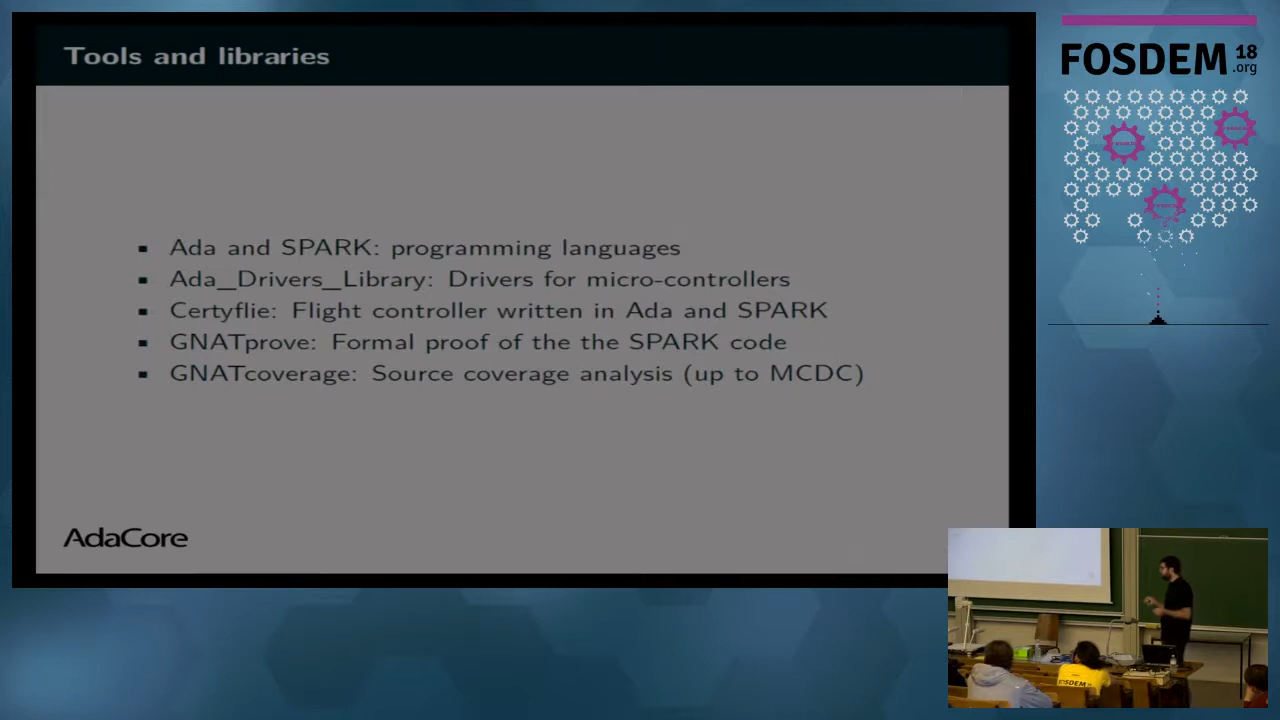 Tools and libraries
▪ Ada and SPARK: programming languages
▪ Ada_Drivers_Library: Drivers for micro-controllers
▪ Certyflie: Flight controller written in Ada and SPARK
▪ GNATprove: Formal proof of the the SPARK code
▪ GNATcoverage: Source coverage analysis (up to MCDC)
AdaCore
FOSDEM 18
.org
FOSDEM